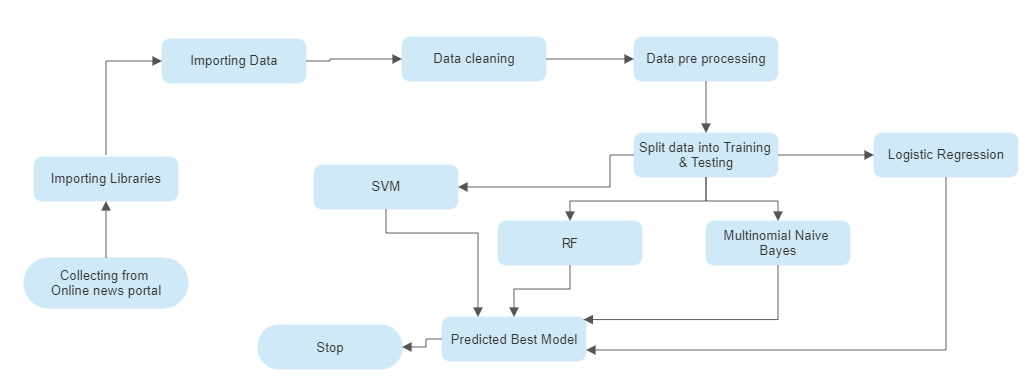 Importing Data
Data cleaning
Data pre processing
Split data into Training
& Testing
Logistic Regression
Importing Libraries
SVM
RF
Multinomial Naive
Bayes
Collecting from
Online news portal
Predicted Best Model
Stop